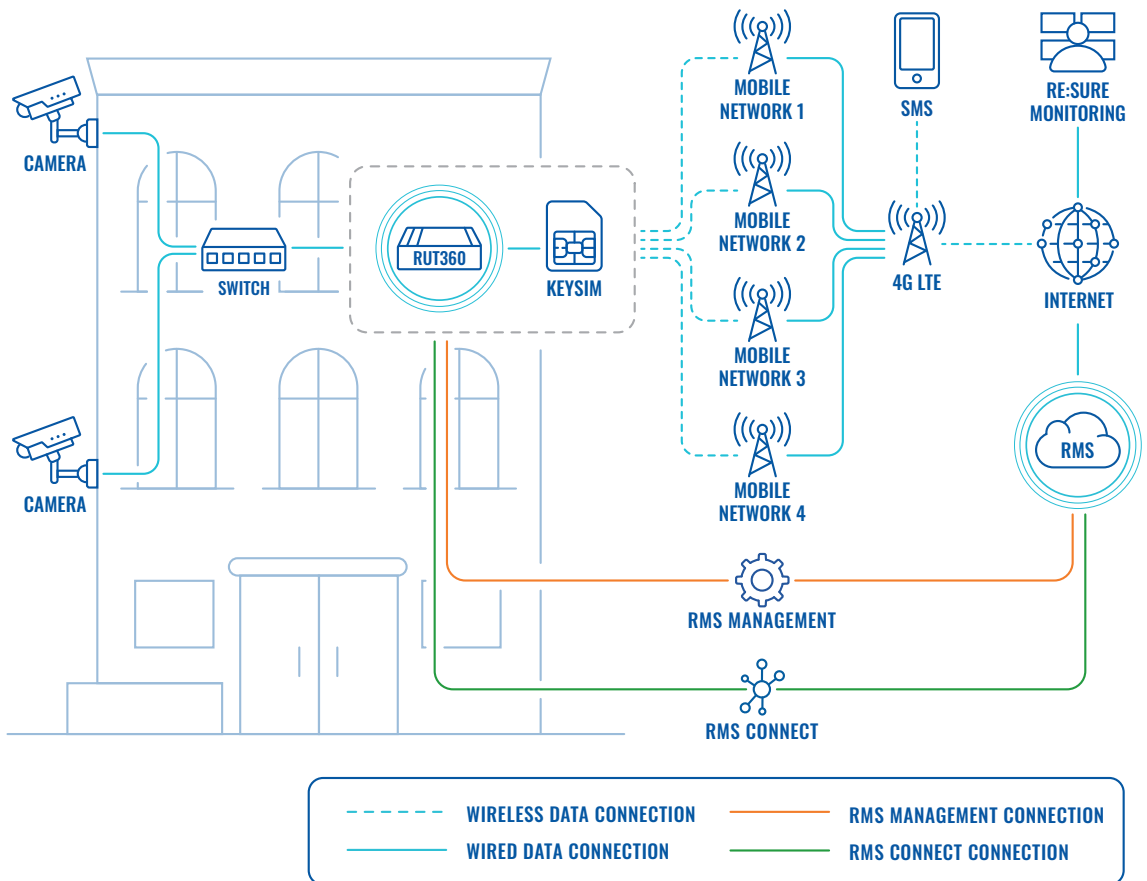 CAMERA
SWITCH
RUT360
KEYSIM
MOBILE
NETWORK 1
MOBILE
NETWORK 2
MOBILE
NETWORK 3
MOBILE
NETWORK 4
SMS
4G LTE
RE:SURE
MONITORING
INTERNET
RMS
CAMERA
RMS MANAGEMENT
RMS CONNECT
WIRELESS DATA CONNECTION
WIRED DATA CONNECTION
RMS MANAGEMENT CONNECTION
RMS CONNECT CONNECTION